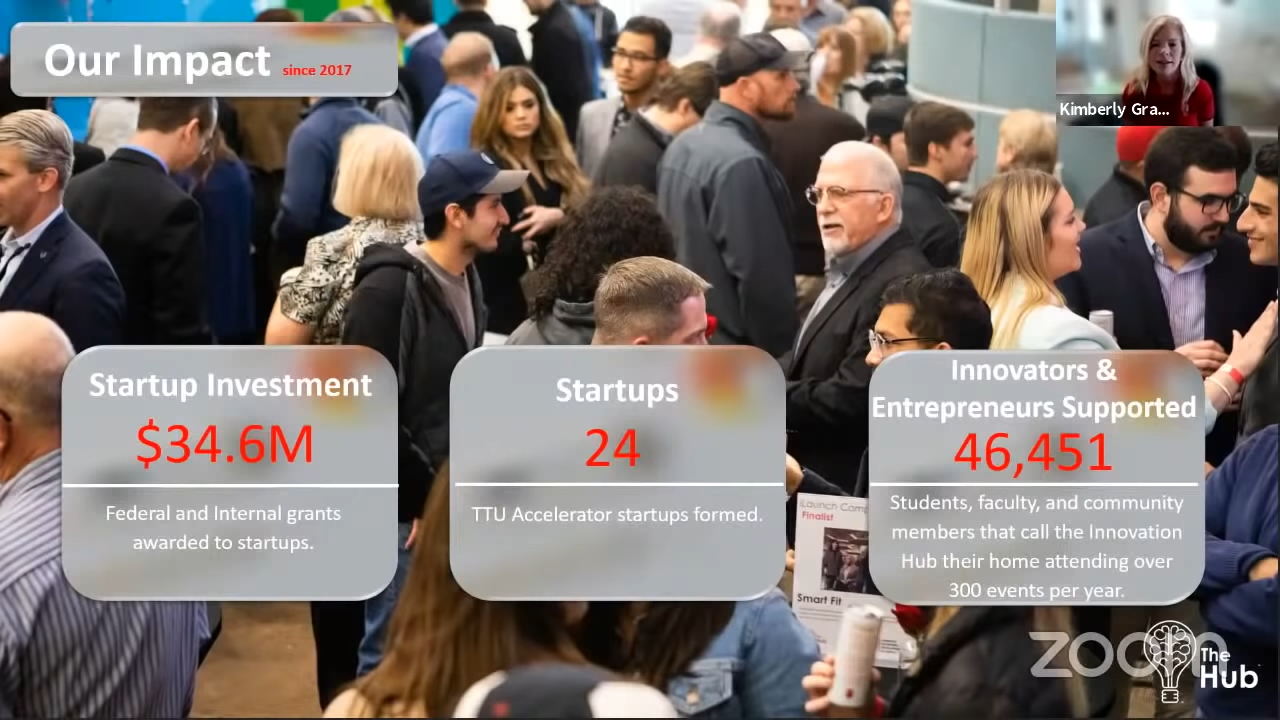 Our Impact since 2017
Kimberly Gra...
Startup Investment
$34.6M
Federal and Internal grants
awarded to startups.
Startups
24
TTU Accelerator startups formed.
Innovators &
Entrepreneurs Supported
46,451
Students, faculty, and community
members that call the Innovation
Hub their home attending over
300 events per year.
iLaunch Comp
Finalist
Smart Fit
zoom
The
Hub